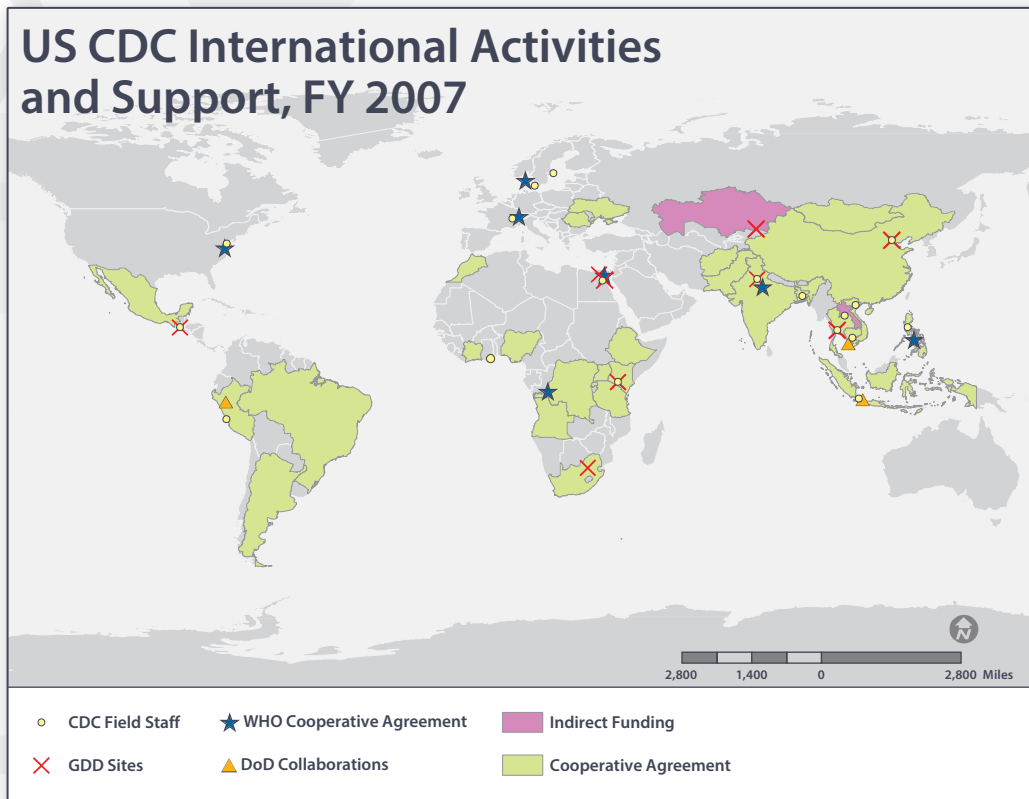 US CDC International Activities
and Support, FY 2007
N
2,800 1,400 0 2,800 Miles
CDC Field Staff WHO Cooperative Agreement Indirect Funding
GDD Sites DoD Collaborations Cooperative Agreement